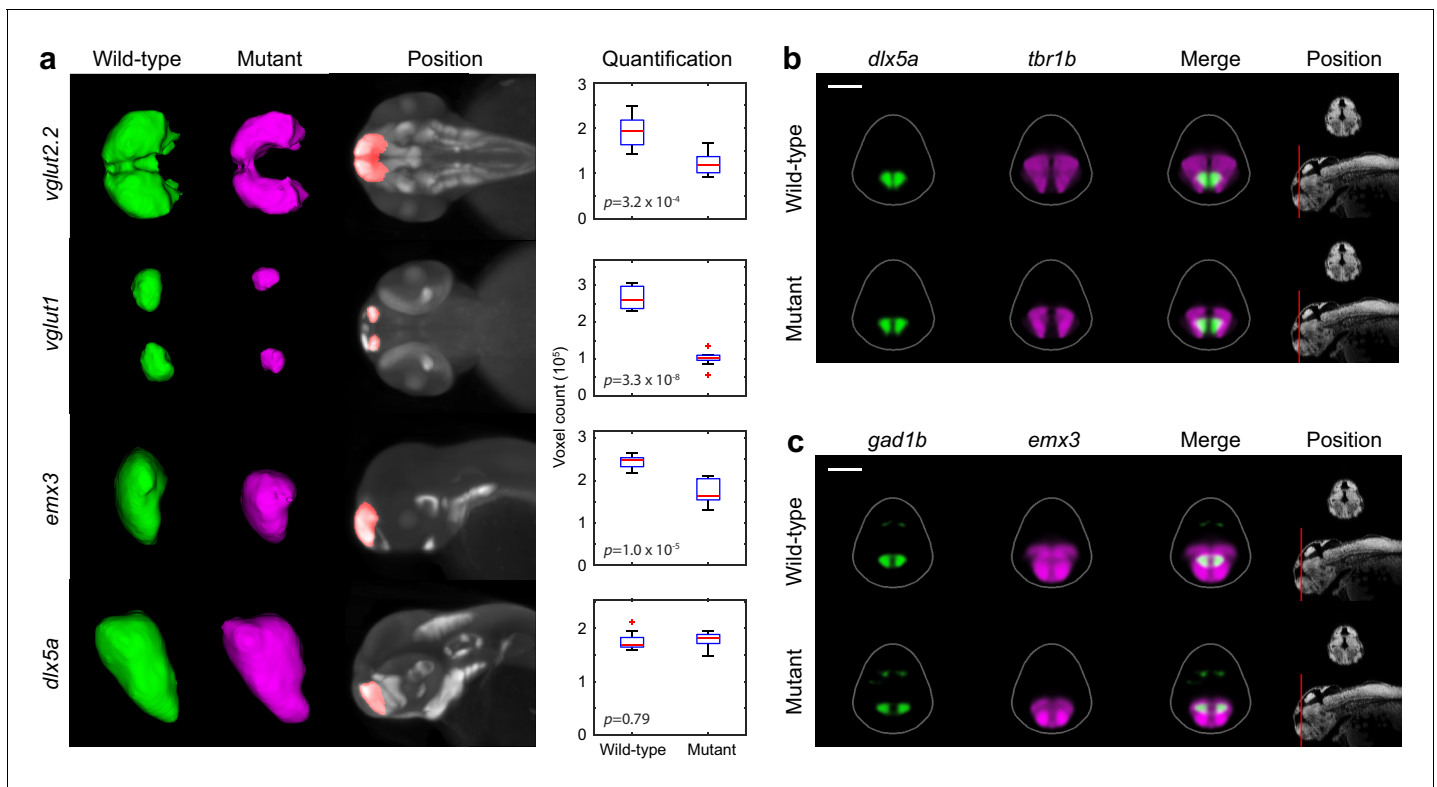 a
Wild-type Mutant Position Quantification
vglut2.2
3
2
1
0
p=3.2 x 10-4
vglut1
3
2
1
0
p=3.3 x 10-8
Voxel count (10⁵)
emx3
3
2
1
0
p=1.0 x 10-5
dlx5a
2
1
0
p=0.79
Wild-type Mutant
b
dlx5a tbr1b Merge Position
Wild-type
Mutant
c
gad1b emx3 Merge Position
Wild-type
Mutant